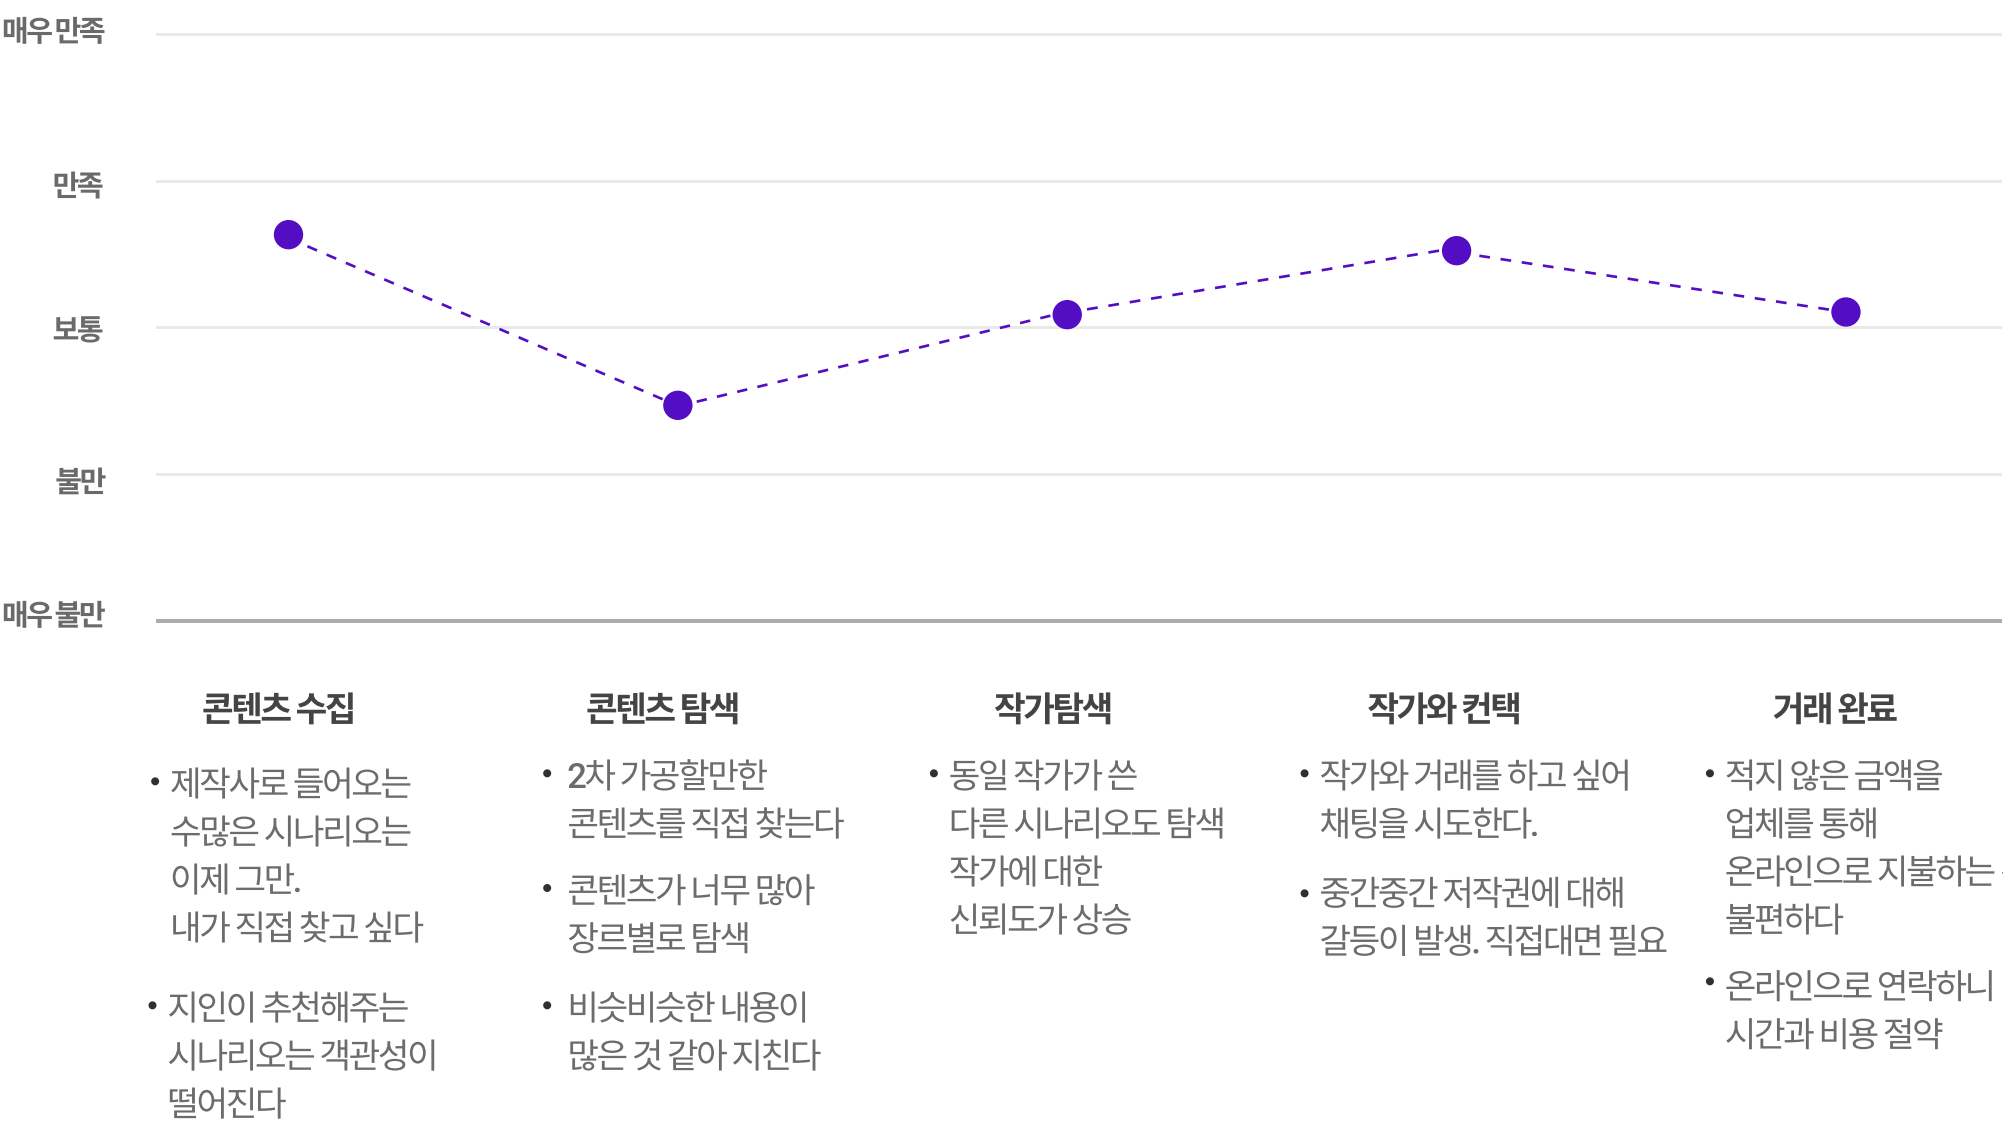 매우 만족
만족
보통
불만
매우 불만
콘텐츠 수집
• 제작사로 들어오는
수많은 시나리오는
이제 그만.
내가 직접 찾고 싶다
• 지인이 추천해주는
시나리오는 객관성이
떨어진다
콘텐츠 탐색
• 2차 가공할만한
콘텐츠를 직접 찾는다
• 콘텐츠가 너무 많아
장르별로 탐색
• 비슷비슷한 내용이
많은 것 같아 지친다
작가탐색
• 동일 작가가 쓴
다른 시나리오도 탐색
작가에 대한
신뢰도가 상승
작가와 컨택
• 작가와 거래를 하고 싶어
채팅을 시도한다.
• 중간중간 저작권에 대해
갈등이 발생. 직접대면 필요
거래 완료
• 적지 않은 금액을
업체를 통해
온라인으로 지불하는
불편하다
• 온라인으로 연락하니
시간과 비용 절약